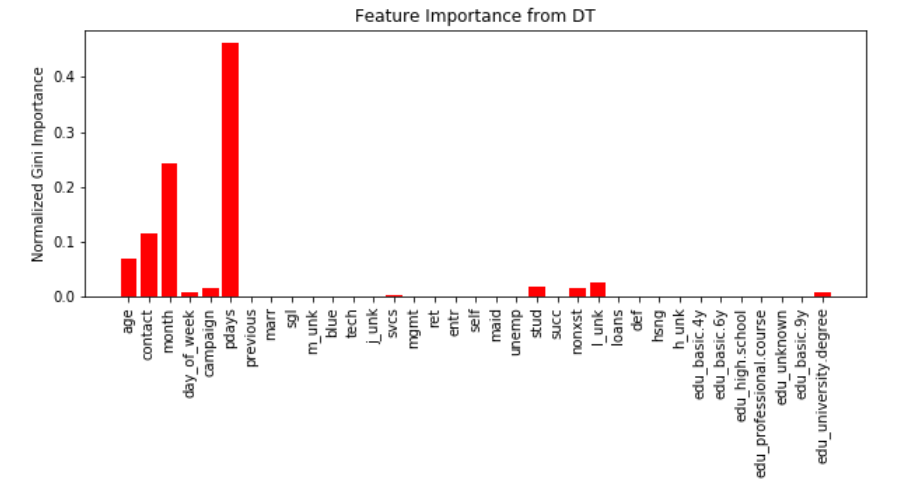 Feature Importance from DT
Normalized Gini Importance
0.4
0.3
0.2
0.1
0.0
age
contact
month
day_of_week
campaign
pdays
previous
marr
sgl
m_unk
blue
tech
j_unk
svcs
mgmt
ret
entr
self
maid
unemp
stud
succ
nonxst
l_unk
loans
def
hsng
h_unk
edu_basic.4y
edu_basic.6y
edu_high.school
edu_professional.course
edu_unknown
edu_basic.9y
edu_university.degree